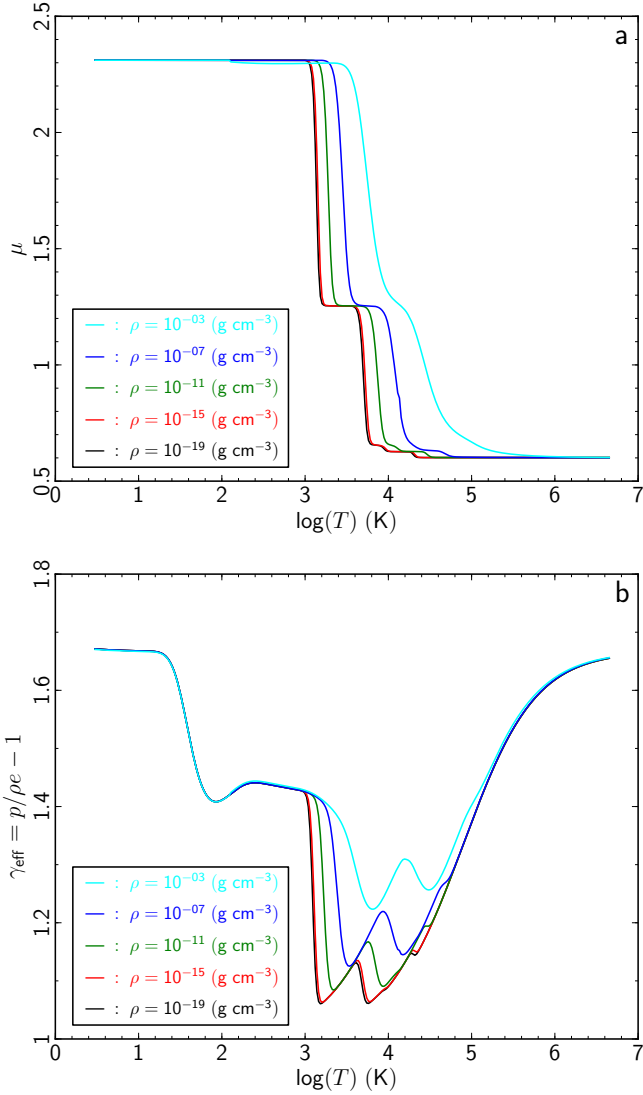 a
2.5
2
1.5
1
0.5
μ
: ρ = 10⁻⁰³ (g cm⁻³)
: ρ = 10⁻⁰⁷ (g cm⁻³)
: ρ = 10⁻¹¹ (g cm⁻³)
: ρ = 10⁻¹⁵ (g cm⁻³)
: ρ = 10⁻¹⁹ (g cm⁻³)
0 1 2 3 4 5 6 7
log(T) (K)
b
1.8
1.6
1.4
1.2
1
γeff = p/ρe − 1
: ρ = 10⁻⁰³ (g cm⁻³)
: ρ = 10⁻⁰⁷ (g cm⁻³)
: ρ = 10⁻¹¹ (g cm⁻³)
: ρ = 10⁻¹⁵ (g cm⁻³)
: ρ = 10⁻¹⁹ (g cm⁻³)
0 1 2 3 4 5 6 7
log(T) (K)